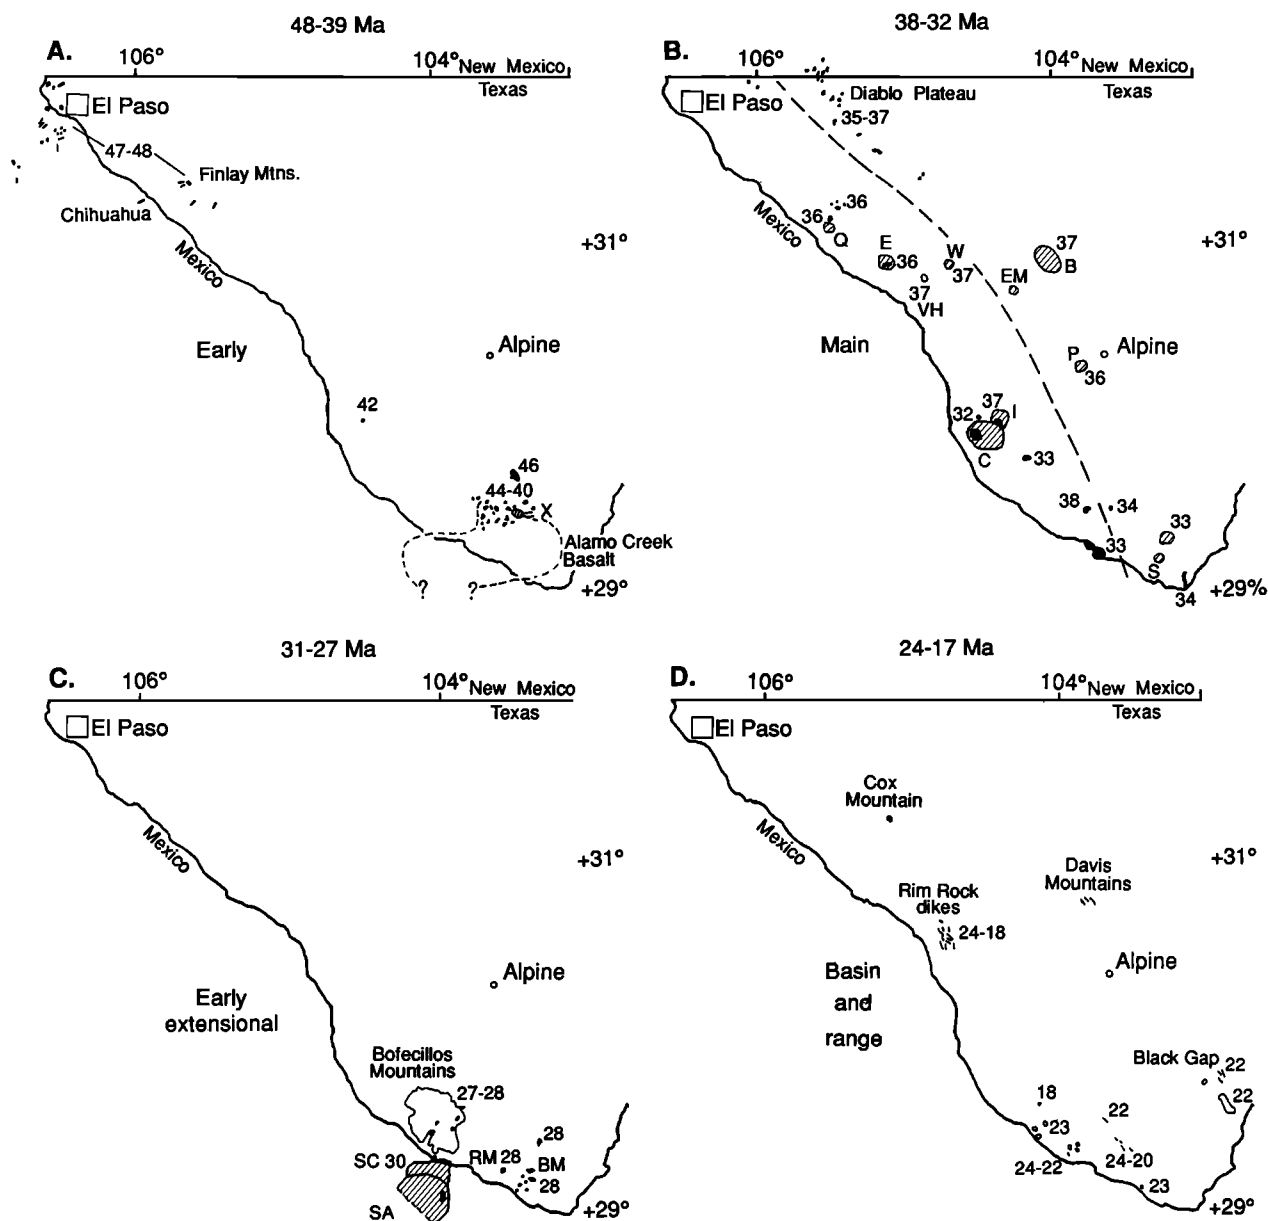 48-39 Ma
A.
106°
104°
New Mexico
Texas
El Paso
47-48
Finlay Mtns.
Chihuahua
Mexico
+31°
Early
Alpine
42
46
44-40
X
Alamo Creek
Basalt
?
?
+29°
38-32 Ma
B.
106°
104°
New Mexico
Texas
El Paso
Diablo Plateau
35-37
Mexico
36
36
Q
E
36
W
37
37
VH
EM
37
B
+31°
Main
P
36
Alpine
32
37
I
C
33
38
34
33
33
S
34
+29%
31-27 Ma
C.
106°
104°
New Mexico
Texas
El Paso
Mexico
+31°
Early
extensional
Alpine
Bofecillos
Mountains
27-28
28
SC 30
RM 28
BM
28
SA
+29°
24-17 Ma
D.
106°
104°
New Mexico
Texas
El Paso
Cox
Mountain
Mexico
+31°
Davis
Mountains
Rim Rock
dikes
24-18
Basin
and
range
Alpine
Black Gap
22
22
18
23
22
24-22
24-20
23
+29°